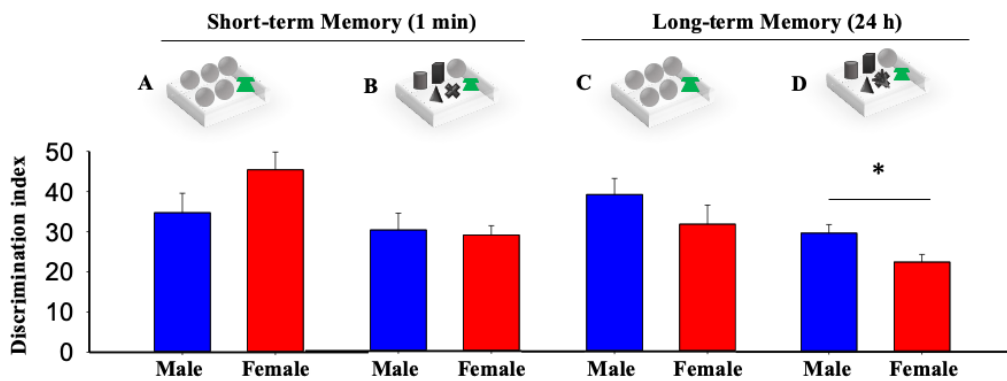 Short-term Memory (1 min)
Long-term Memory (24 h)
A
B
C
D
Discrimination index
50
40
30
20
10
0
*
Male
Female
Male
Female
Male
Female
Male
Female